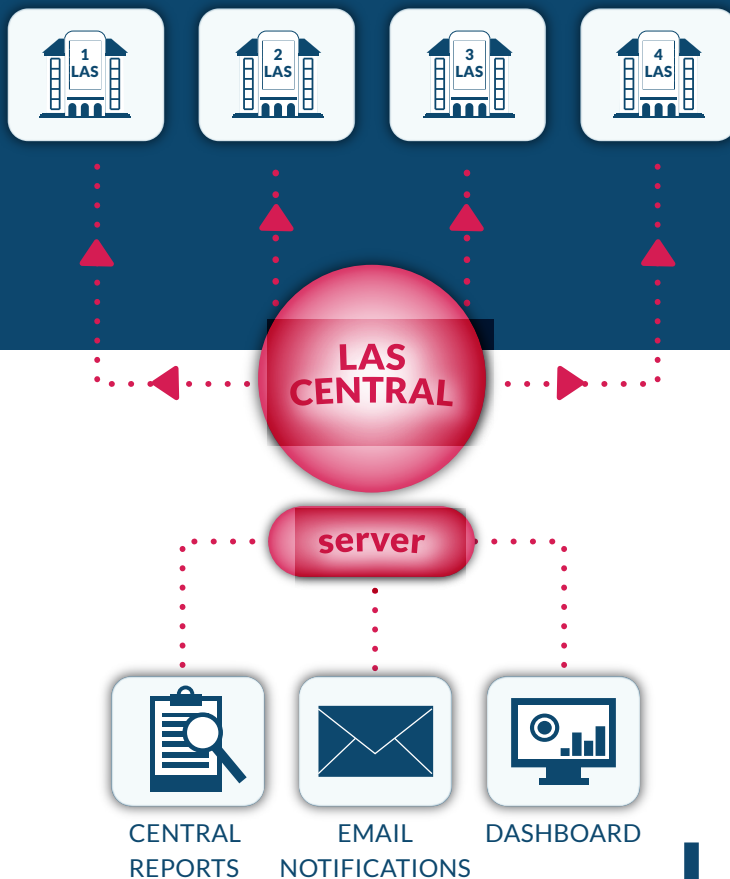 1
LAS
2
LAS
3
LAS
4
LAS
LAS
CENTRAL
server
CENTRAL
REPORTS
EMAIL
NOTIFICATIONS
DASHBOARD